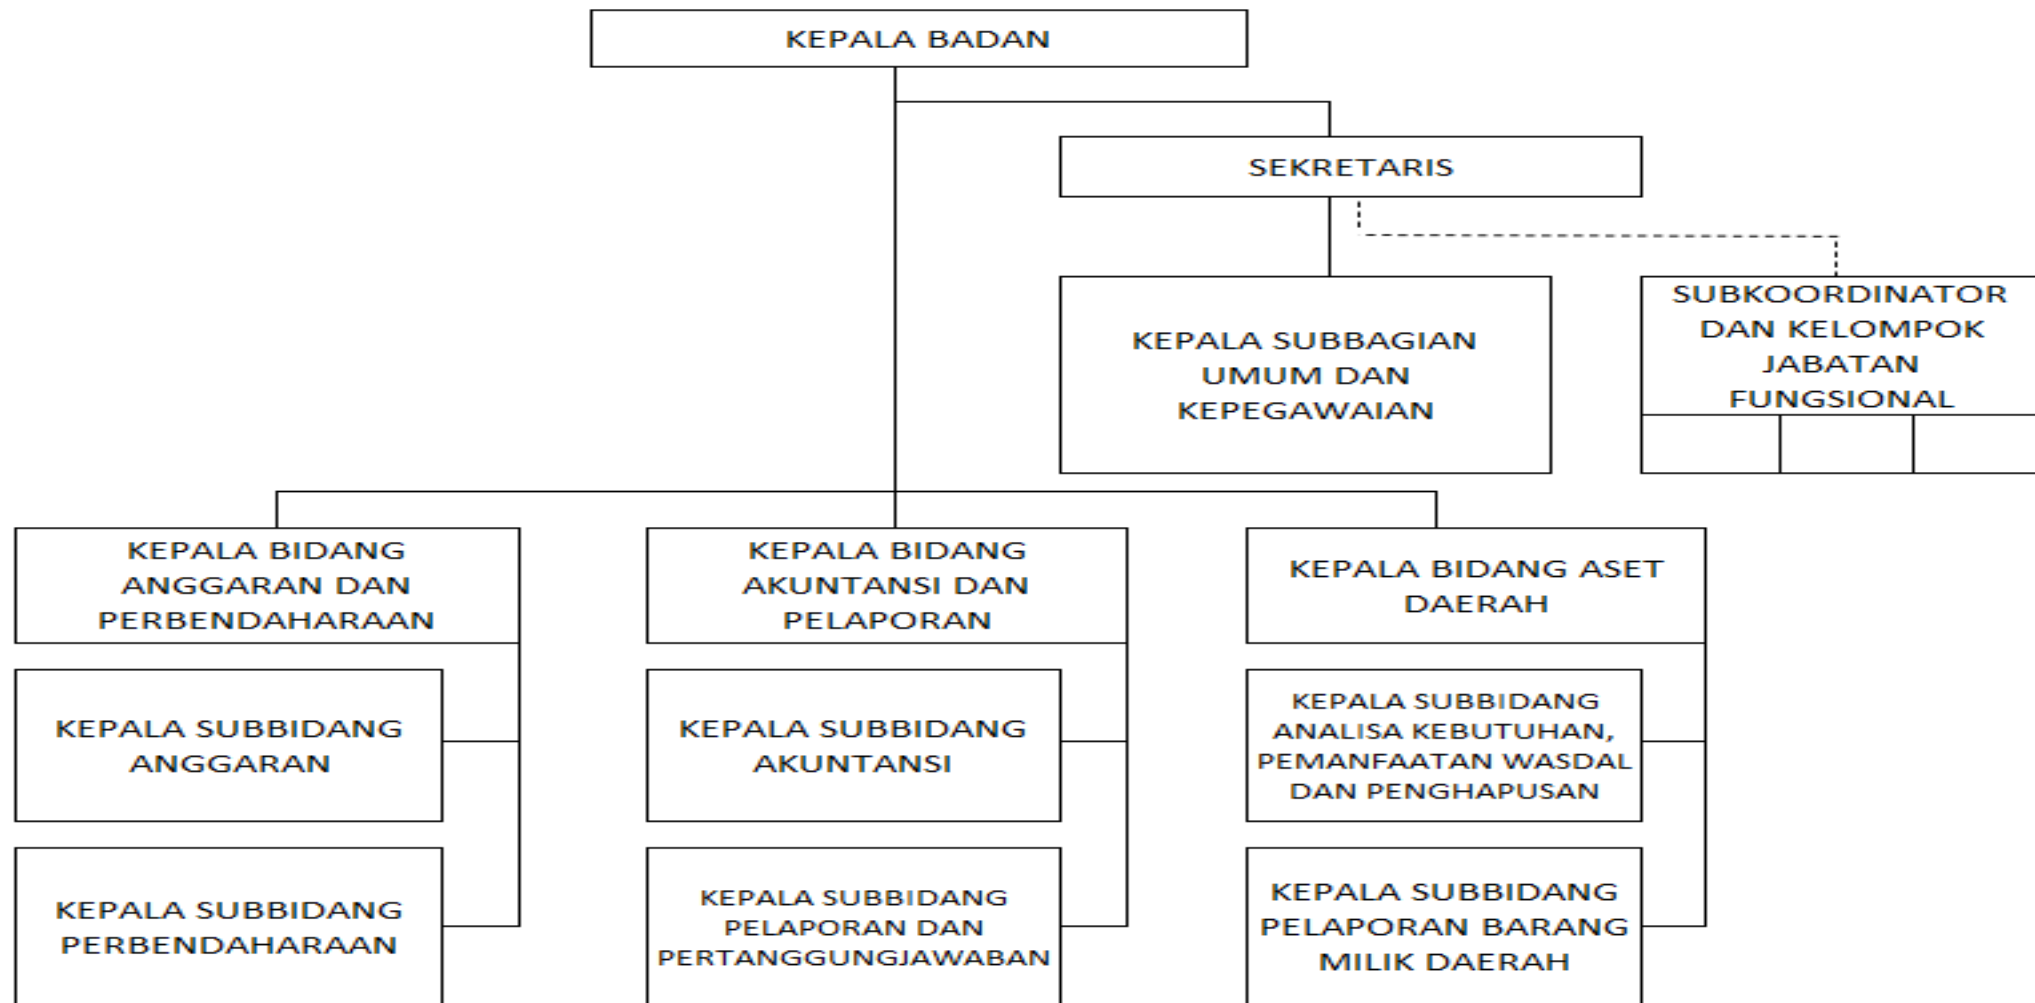 KEPALA BADAN
SEKRETARIS
KEPALA SUBBAGIAN
UMUM DAN
KEPEGAWAIAN
SUBKOORDINATOR
DAN KELOMPOK
JABATAN
FUNGSIONAL
KEPALA BIDANG
ANGGARAN DAN
PERBENDAHARAAN
KEPALA BIDANG
AKUNTANSI DAN
PELAPORAN
KEPALA BIDANG ASET
DAERAH
KEPALA SUBBIDANG
ANGGARAN
KEPALA SUBBIDANG
AKUNTANSI
KEPALA SUBBIDANG
ANALISA KEBUTUHAN,
PEMANFAATAN WASDAL
DAN PENGHAPUSAN
KEPALA SUBBIDANG
PERBENDAHARAAN
KEPALA SUBBIDANG
PELAPORAN DAN
PERTANGGUNGJAWABAN
KEPALA SUBBIDANG
PELAPORAN BARANG
MILIK DAERAH